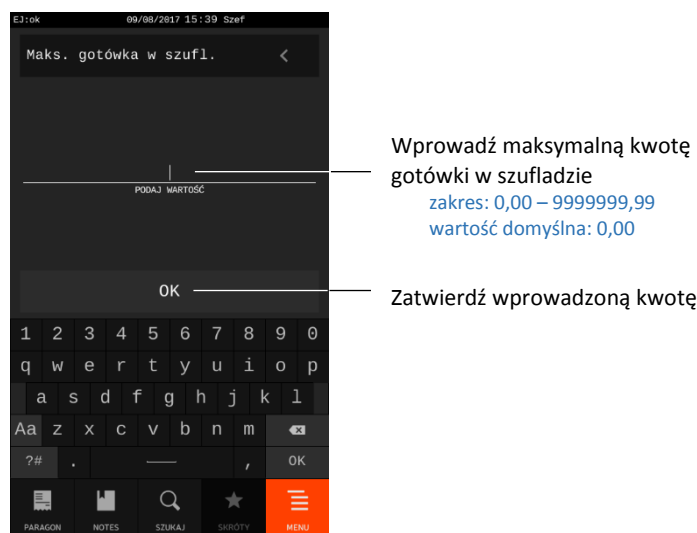 EJ:ok 09/08/2017 15:39 Szef
Maks. gotówka w szufl. <
PODAJ WARTOŚĆ
OK
1 2 3 4 5 6 7 8 9 0
q w e r t y u i o p
a s d f g h j k l
Aa z x c v b n m
?# . , OK
PARAGON NOTES SZUKAJ SKRÓTY MENU
Wprowadź maksymalną kwotę
gotówki w szufladzie
zakres: 0,00 – 9999999,99
wartość domyślna: 0,00
Zatwierdź wprowadzoną kwotę